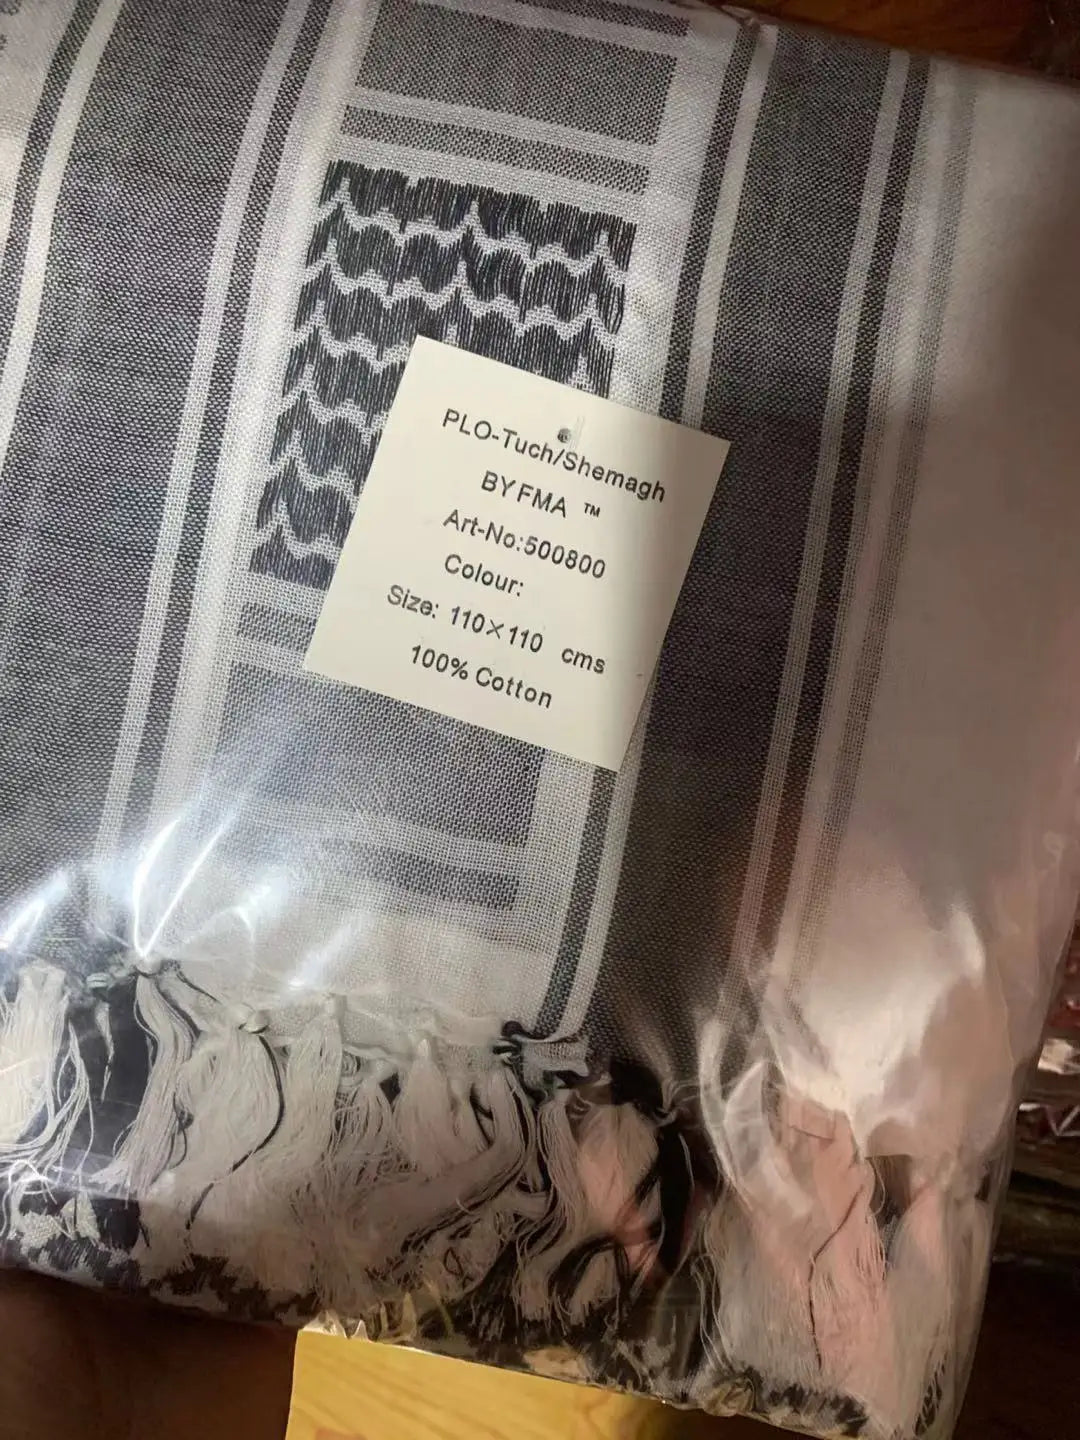 PLO-Tuch/Shemagh
BY FMA ™
Art-No:500800
Colour:
Size: 110×110 cms
100% Cotton